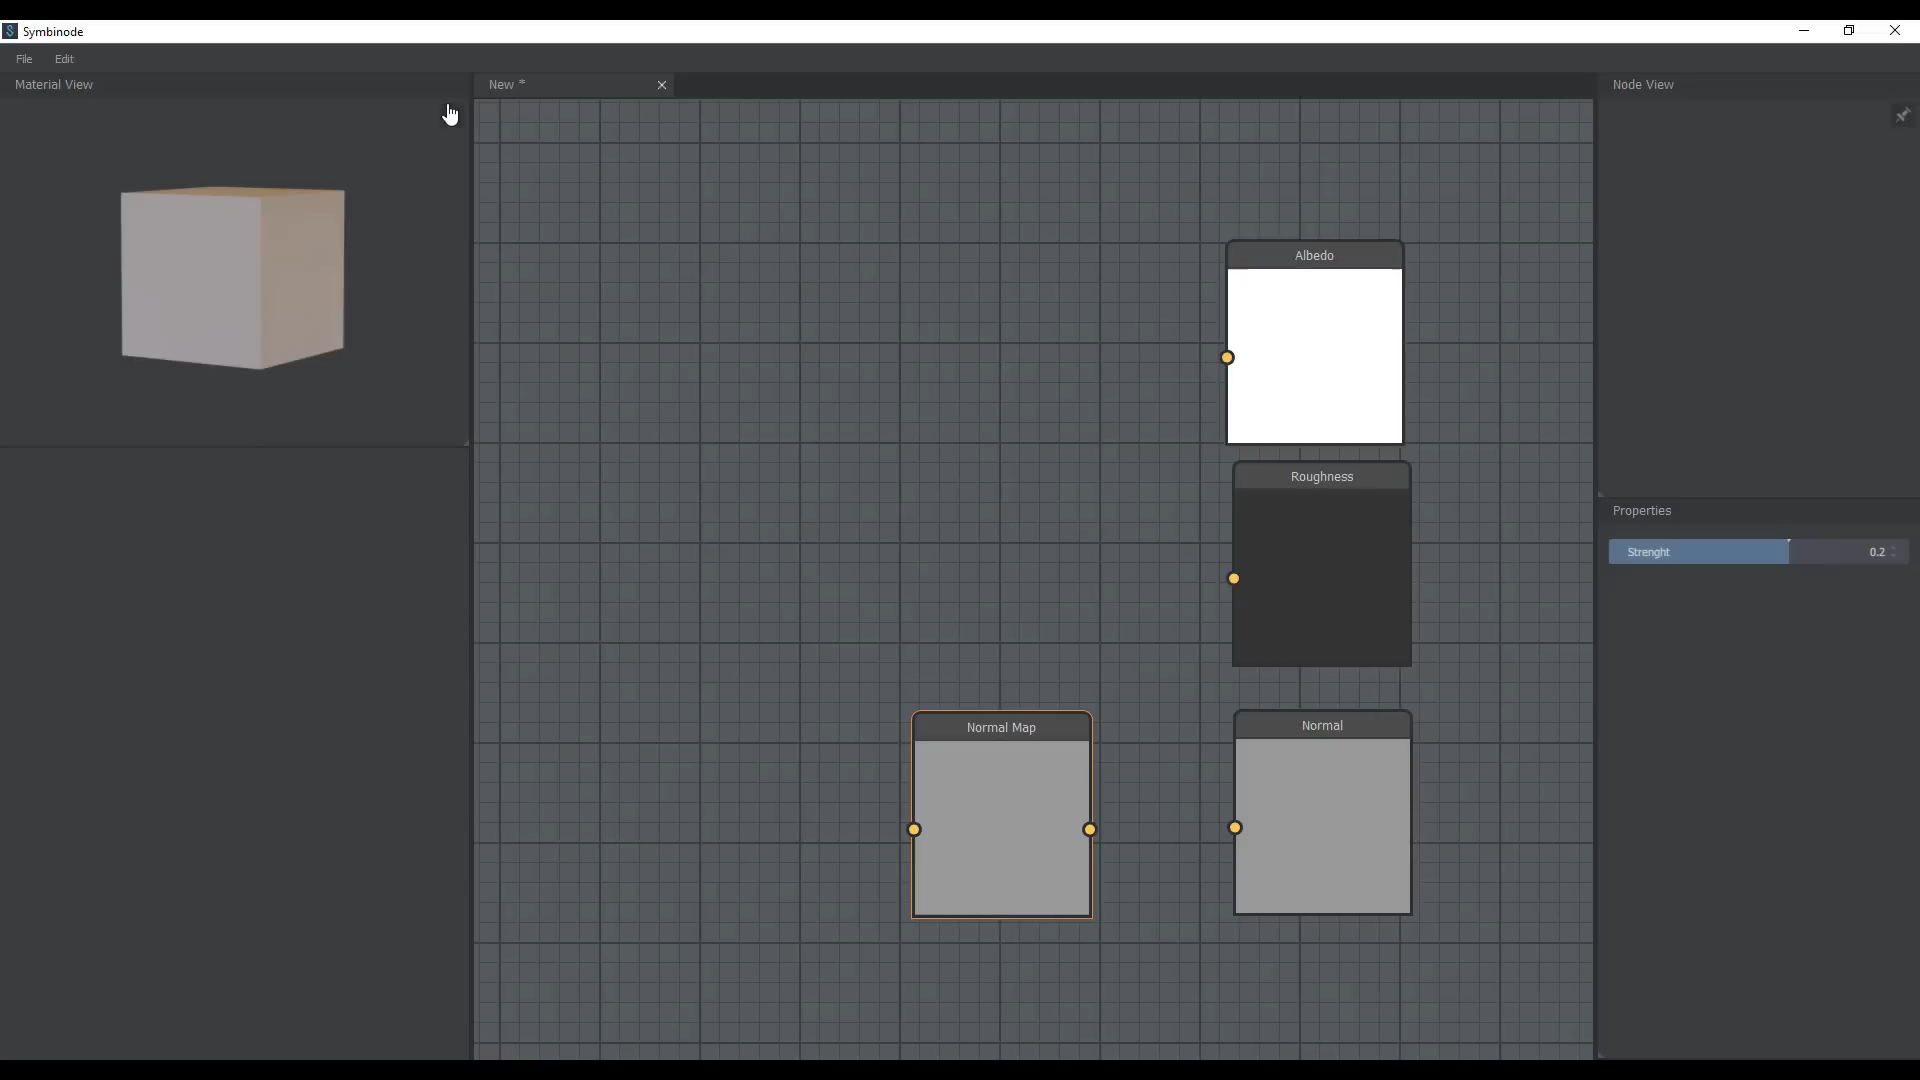 Symbinode
File Edit
Material View
New *
Node View
Albedo
Roughness
Properties
Strenght 0.2
Normal Map
Normal